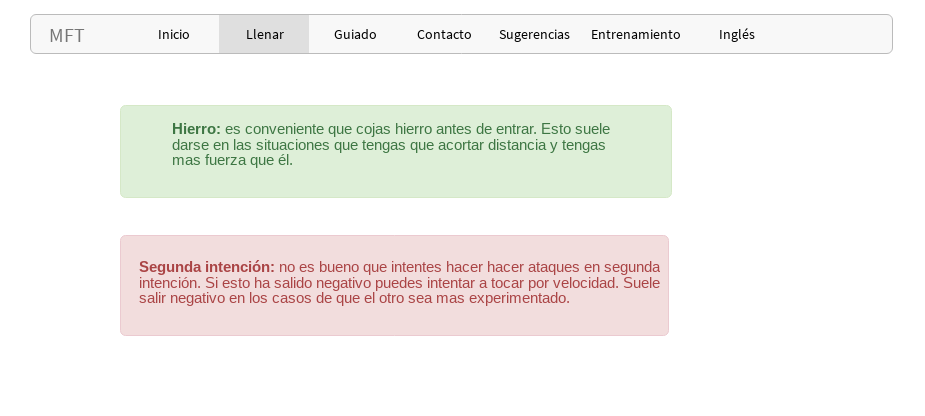 MFT Inicio Llenar Guiado Contacto Sugerencias Entrenamiento Inglés
Hierro: es conveniente que cojas hierro antes de entrar. Esto suele
darse en las situaciones que tengas que acortar distancia y tengas
mas fuerza que él.
Segunda intención: no es bueno que intentes hacer hacer ataques en segunda
intención. Si esto ha salido negativo puedes intentar a tocar por velocidad. Suele
salir negativo en los casos de que el otro sea mas experimentado.